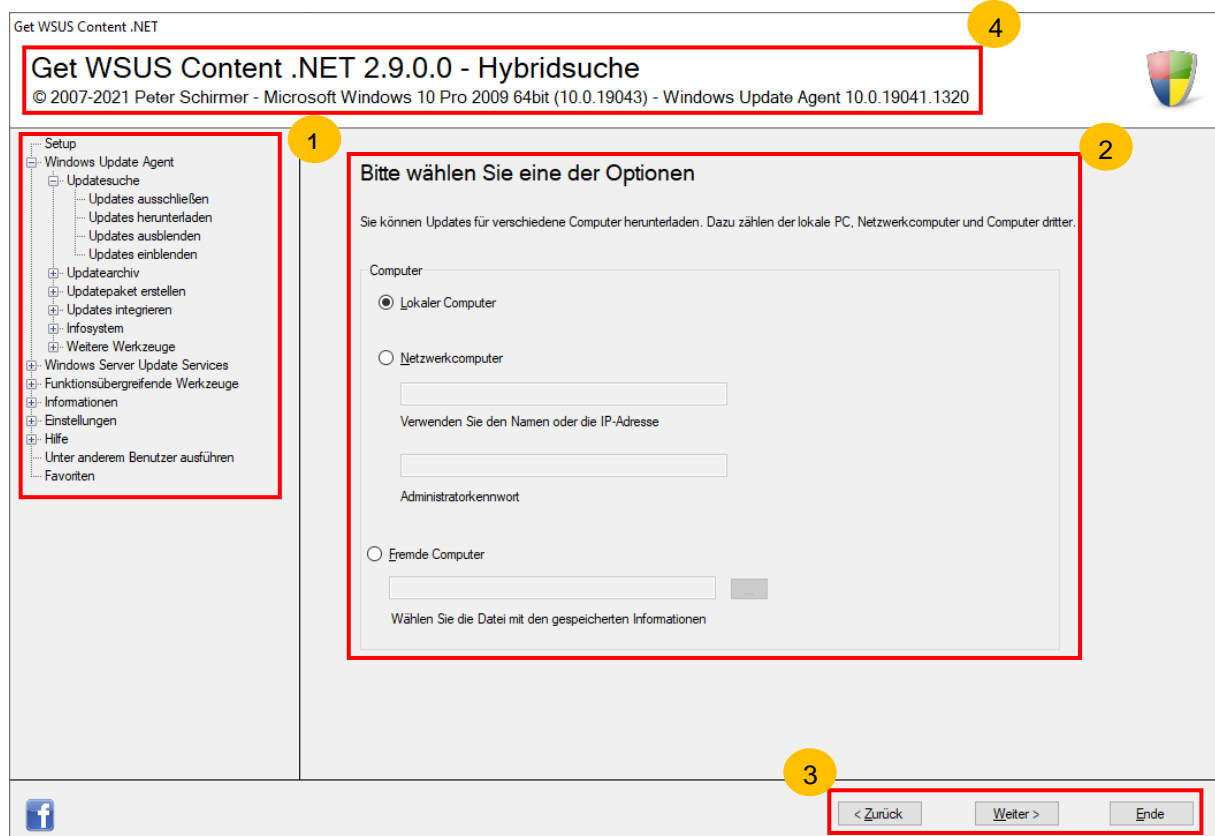 Get WSUS Content .NET
4
Get WSUS Content .NET 2.9.0.0 - Hybridsuche
© 2007-2021 Peter Schirmer - Microsoft Windows 10 Pro 2009 64bit (10.0.19043) - Windows Update Agent 10.0.19041.1320
1
Setup
Windows Update Agent
Updatesuche
Updates ausschließen
Updates herunterladen
Updates ausblenden
Updates einblenden
Updatearchiv
Updatepaket erstellen
Updates integrieren
Infosystem
Weitere Werkzeuge
Windows Server Update Services
Funktionsübergreifende Werkzeuge
Informationen
Einstellungen
Hilfe
Unter anderem Benutzer ausführen
Favoriten
2
Bitte wählen Sie eine der Optionen
Sie können Updates für verschiedene Computer herunterladen. Dazu zählen der lokale PC, Netzwerkcomputer und Computer dritter.
Computer
Lokaler Computer
Netzwerkcomputer
Verwenden Sie den Namen oder die IP-Adresse
Administratorkennwort
Fremde Computer
...
Wählen Sie die Datei mit den gespeicherten Informationen
3
f
< Zurück
Weiter >
Ende